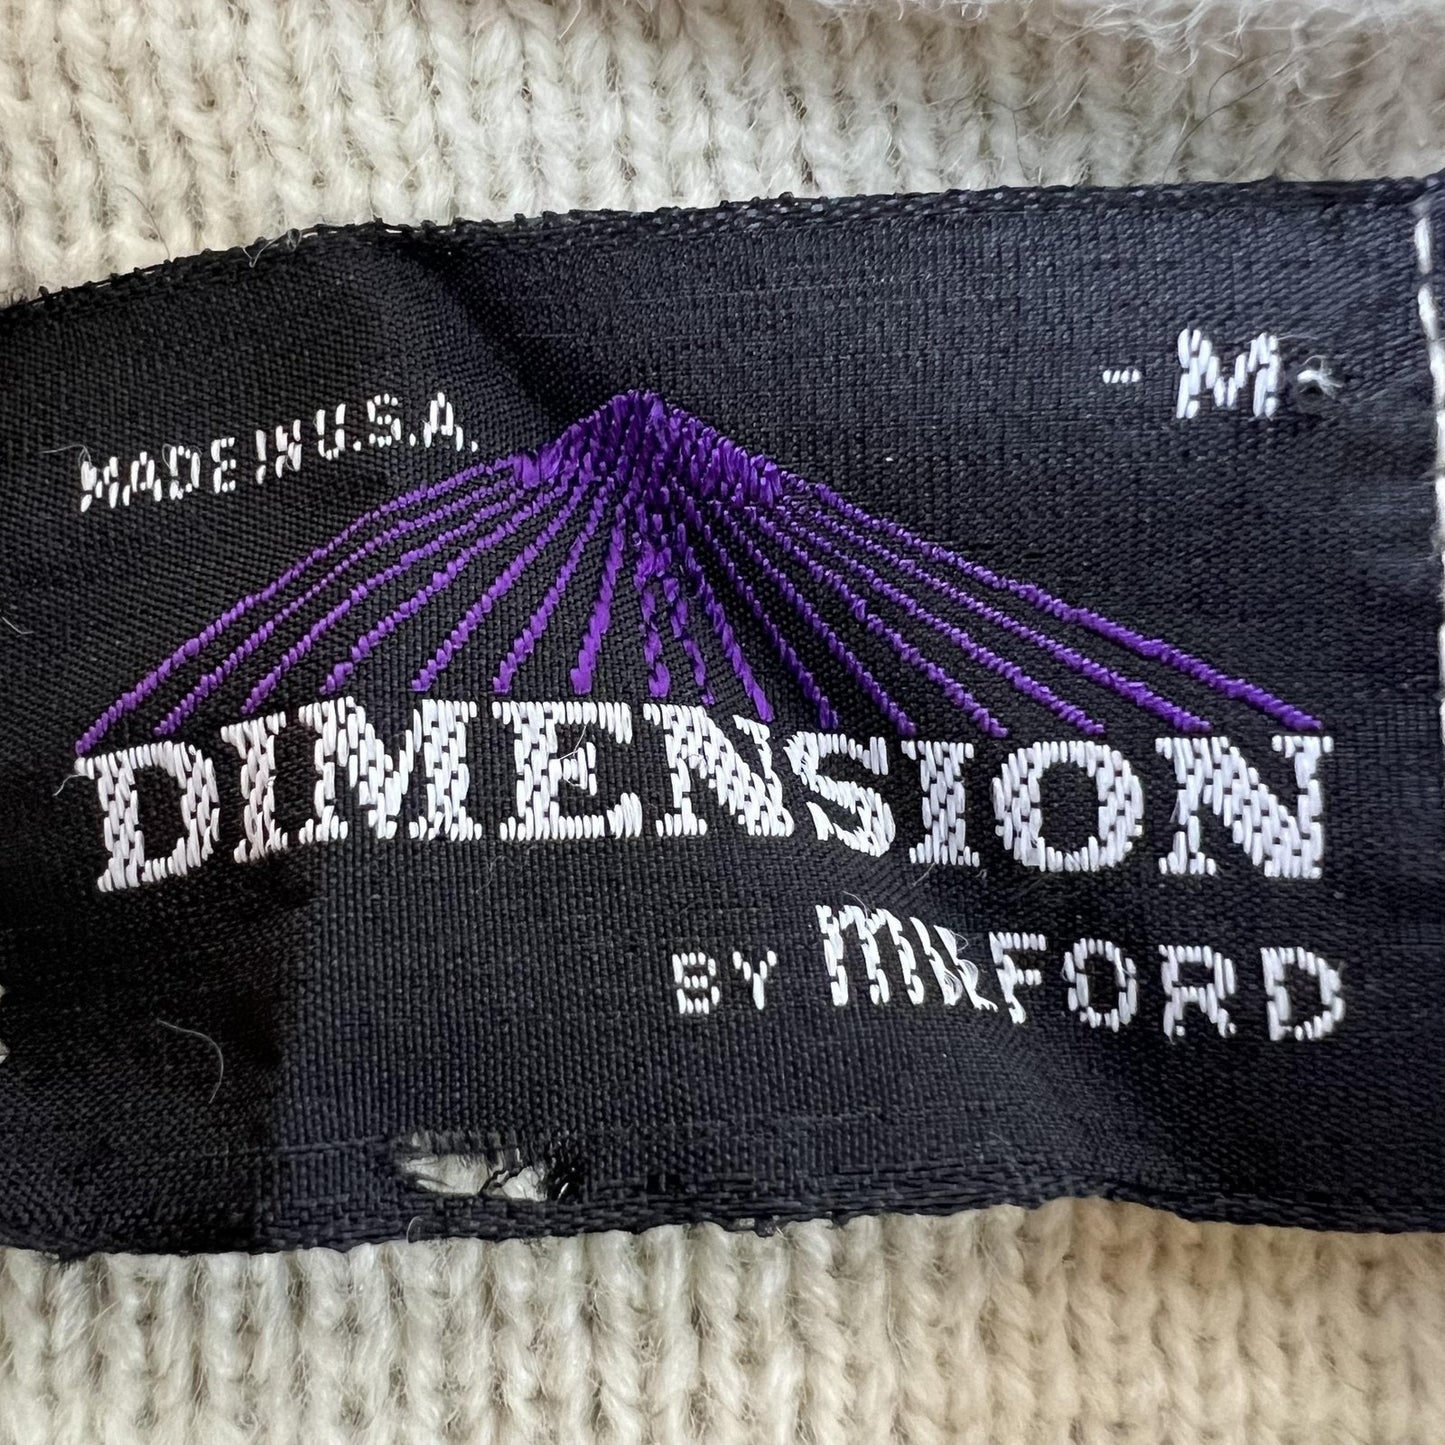 - M -
MADE IN U.S.A.
DIMENSION
BY MILFORD